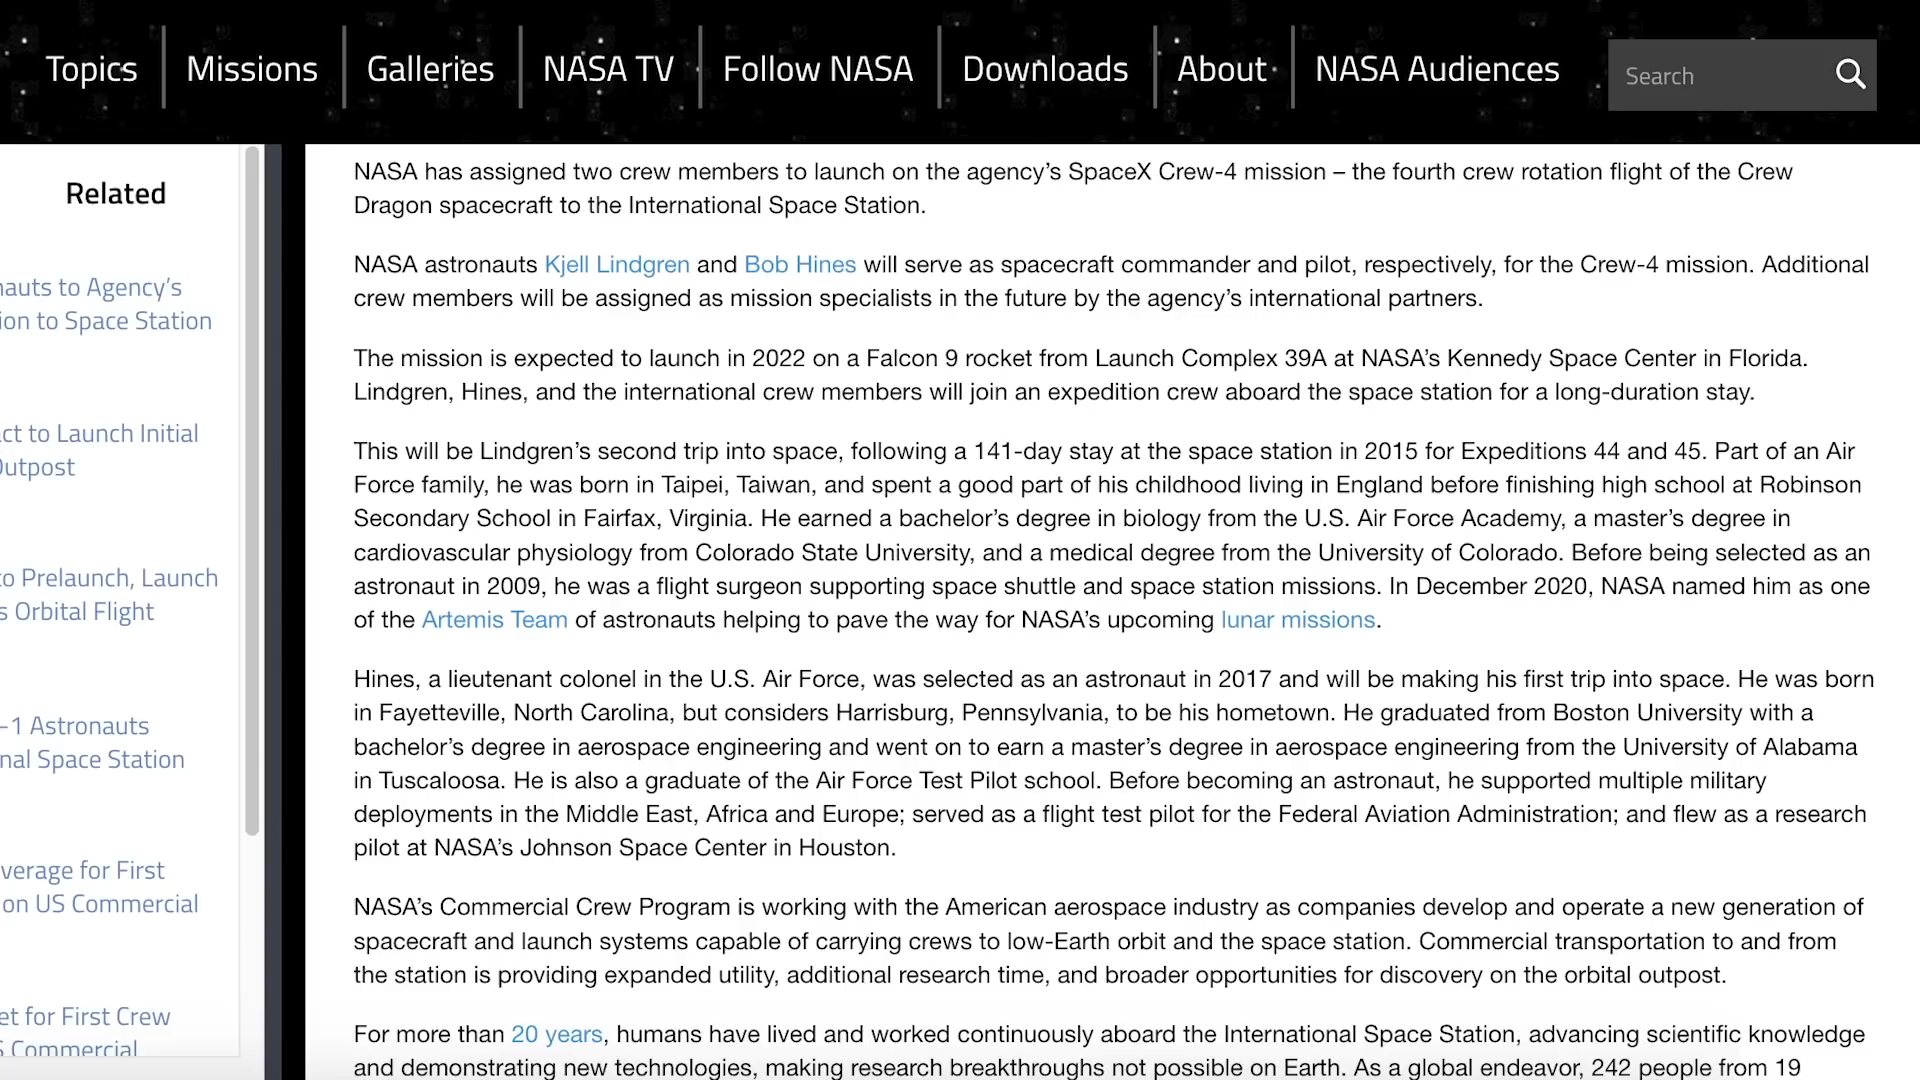 Topics Missions Galleries NASA TV Follow NASA Downloads About NASA Audiences Search
Related
nauts to Agency's
ion to Space Station
ct to Launch Initial
Outpost
to Prelaunch, Launch
s Orbital Flight
-1 Astronauts
nal Space Station
verage for First
on US Commercial
et for First Crew
S Commercial
NASA has assigned two crew members to launch on the agency’s SpaceX Crew-4 mission – the fourth crew rotation flight of the Crew
Dragon spacecraft to the International Space Station.
NASA astronauts Kjell Lindgren and Bob Hines will serve as spacecraft commander and pilot, respectively, for the Crew-4 mission. Additional
crew members will be assigned as mission specialists in the future by the agency’s international partners.
The mission is expected to launch in 2022 on a Falcon 9 rocket from Launch Complex 39A at NASA’s Kennedy Space Center in Florida.
Lindgren, Hines, and the international crew members will join an expedition crew aboard the space station for a long-duration stay.
This will be Lindgren’s second trip into space, following a 141-day stay at the space station in 2015 for Expeditions 44 and 45. Part of an Air
Force family, he was born in Taipei, Taiwan, and spent a good part of his childhood living in England before finishing high school at Robinson
Secondary School in Fairfax, Virginia. He earned a bachelor’s degree in biology from the U.S. Air Force Academy, a master’s degree in
cardiovascular physiology from Colorado State University, and a medical degree from the University of Colorado. Before being selected as an
astronaut in 2009, he was a flight surgeon supporting space shuttle and space station missions. In December 2020, NASA named him as one
of the Artemis Team of astronauts helping to pave the way for NASA’s upcoming lunar missions.
Hines, a lieutenant colonel in the U.S. Air Force, was selected as an astronaut in 2017 and will be making his first trip into space. He was born
in Fayetteville, North Carolina, but considers Harrisburg, Pennsylvania, to be his hometown. He graduated from Boston University with a
bachelor’s degree in aerospace engineering and went on to earn a master’s degree in aerospace engineering from the University of Alabama
in Tuscaloosa. He is also a graduate of the Air Force Test Pilot school. Before becoming an astronaut, he supported multiple military
deployments in the Middle East, Africa and Europe; served as a flight test pilot for the Federal Aviation Administration; and flew as a research
pilot at NASA’s Johnson Space Center in Houston.
NASA’s Commercial Crew Program is working with the American aerospace industry as companies develop and operate a new generation of
spacecraft and launch systems capable of carrying crews to low-Earth orbit and the space station. Commercial transportation to and from
the station is providing expanded utility, additional research time, and broader opportunities for discovery on the orbital outpost.
For more than 20 years, humans have lived and worked continuously aboard the International Space Station, advancing scientific knowledge
and demonstrating new technologies, making research breakthroughs not possible on Earth. As a global endeavor, 242 people from 19